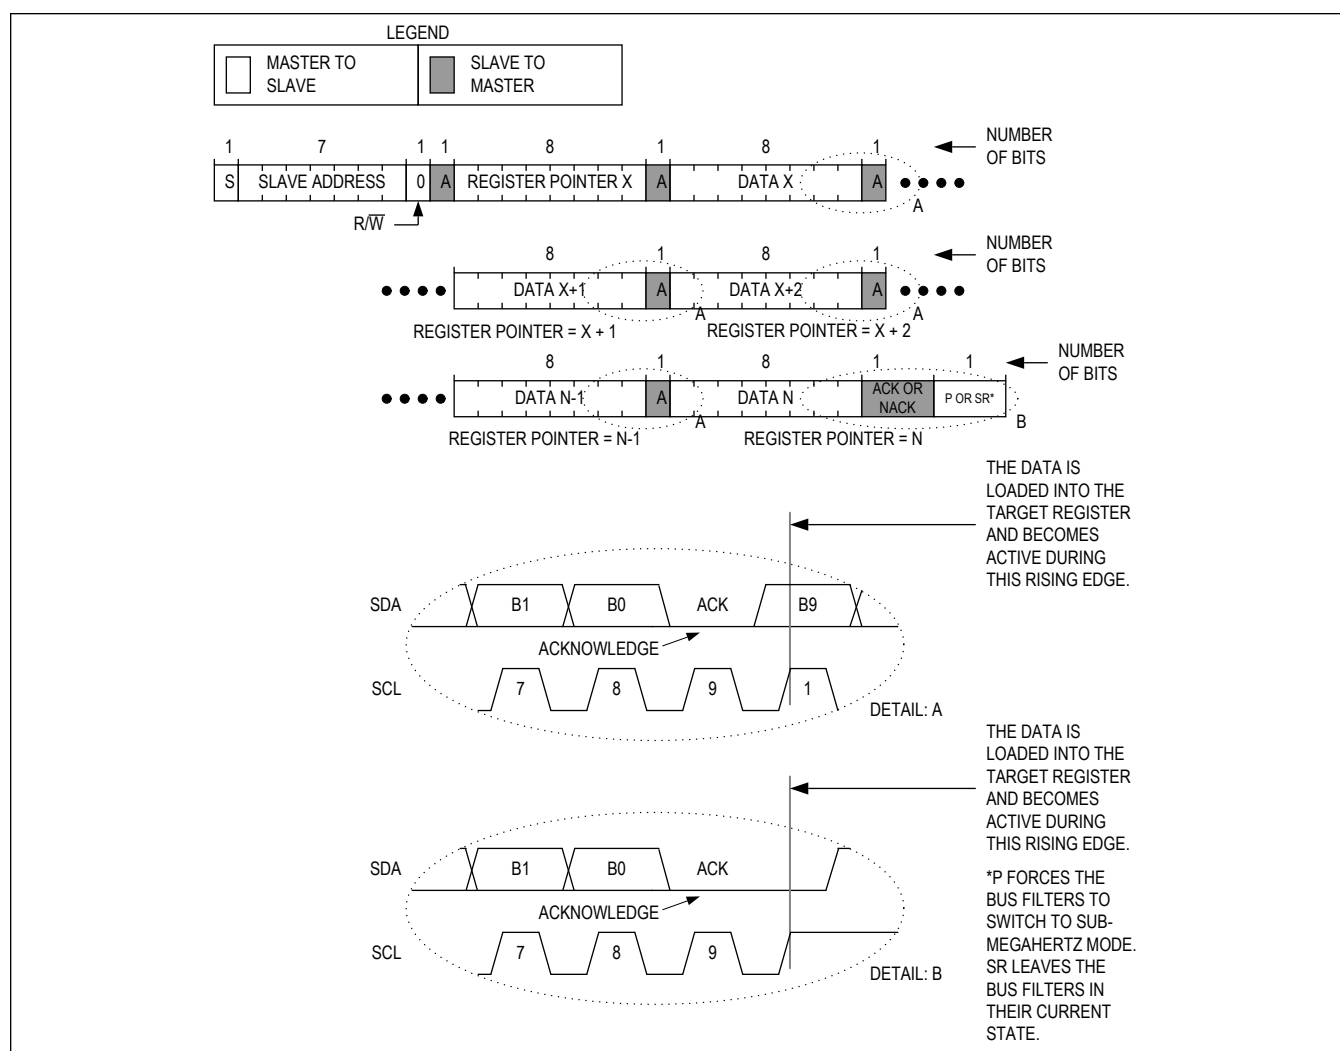 LEGEND
MASTER TO
SLAVE
SLAVE TO
MASTER
1 7 1 1 8 1 8 1
NUMBER
OF BITS
S SLAVE ADDRESS 0 A REGISTER POINTER X A DATA X A
A
R/W
8 1 8 1
NUMBER
OF BITS
DATA X+1 A DATA X+2 A
A A
REGISTER POINTER = X + 1 REGISTER POINTER = X + 2
8 1 8 1 1
NUMBER
OF BITS
DATA N-1 A DATA N ACK OR
NACK
P OR SR*
A B
REGISTER POINTER = N-1 REGISTER POINTER = N
THE DATA IS
LOADED INTO THE
TARGET REGISTER
AND BECOMES
ACTIVE DURING
THIS RISING EDGE.
SDA B1 B0 ACK B9
ACKNOWLEDGE
SCL 7 8 9 1
DETAIL: A
THE DATA IS
LOADED INTO THE
TARGET REGISTER
AND BECOMES
ACTIVE DURING
THIS RISING EDGE.
SDA B1 B0 ACK
ACKNOWLEDGE
SCL 7 8 9
DETAIL: B
*P FORCES THE
BUS FILTERS TO
SWITCH TO SUB-
MEGAHERTZ MODE.
SR LEAVES THE
BUS FILTERS IN
THEIR CURRENT
STATE.